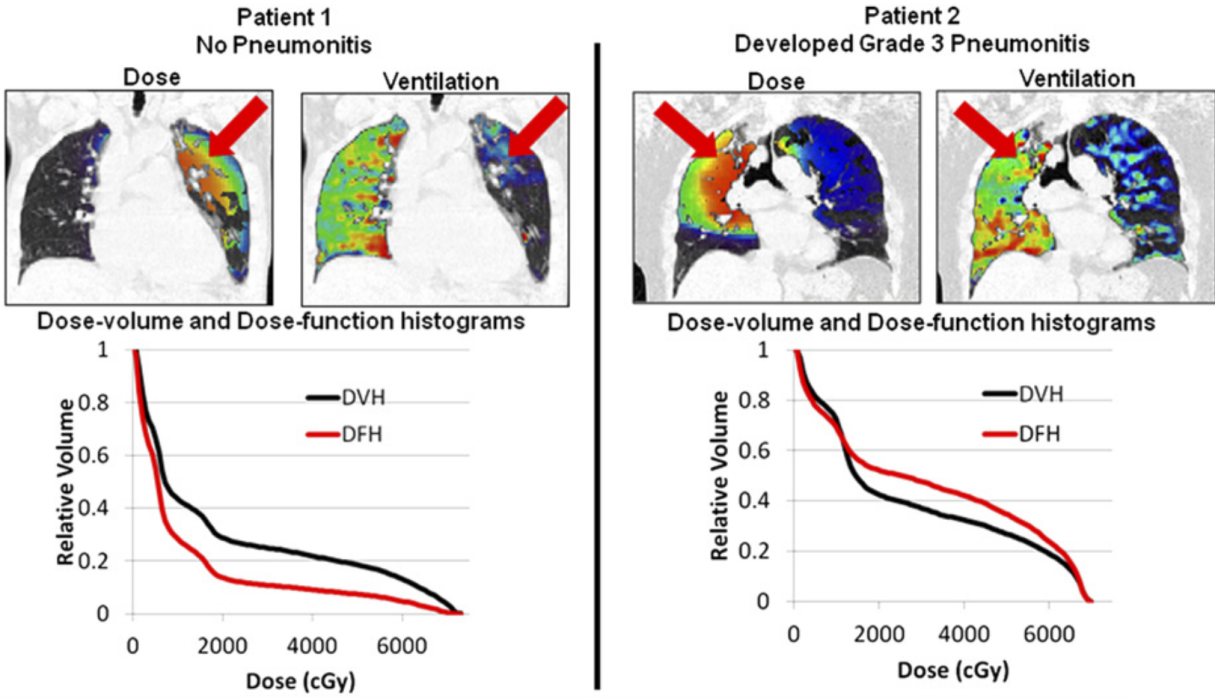 Patient 1
No Pneumonitis
Dose
Ventilation
Dose-volume and Dose-function histograms
1
0.8
0.6
0.4
0.2
0
Relative Volume
DVH
DFH
0
2000
4000
6000
Dose (cGy)
Patient 2
Developed Grade 3 Pneumonitis
Dose
Ventilation
Dose-volume and Dose-function histograms
1
0.8
0.6
0.4
0.2
0
Relative Volume
DVH
DFH
0
2000
4000
6000
Dose (cGy)